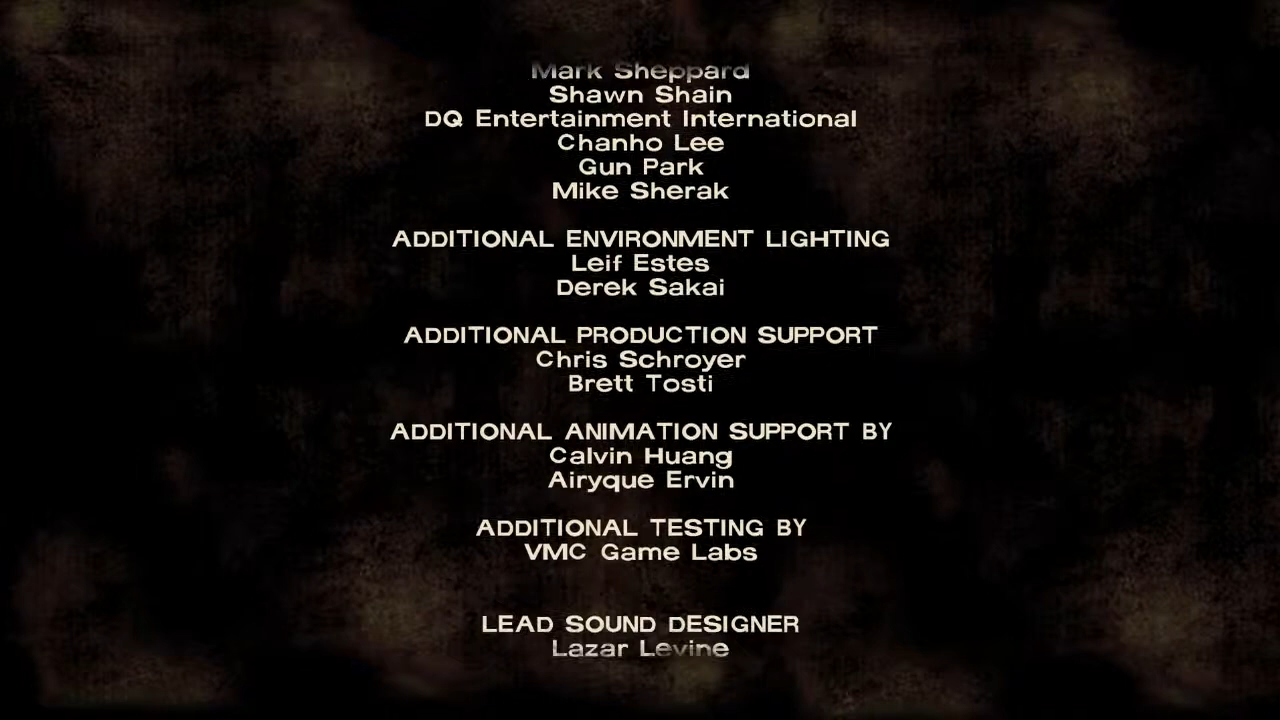 Mark Sheppard
Shawn Shain
DQ Entertainment International
Chanho Lee
Gun Park
Mike Sherak
ADDITIONAL ENVIRONMENT LIGHTING
Leif Estes
Derek Sakai
ADDITIONAL PRODUCTION SUPPORT
Chris Schroyer
Brett Tosti
ADDITIONAL ANIMATION SUPPORT BY
Calvin Huang
Airyque Ervin
ADDITIONAL TESTING BY
VMC Game Labs
LEAD SOUND DESIGNER
Lazar Levine